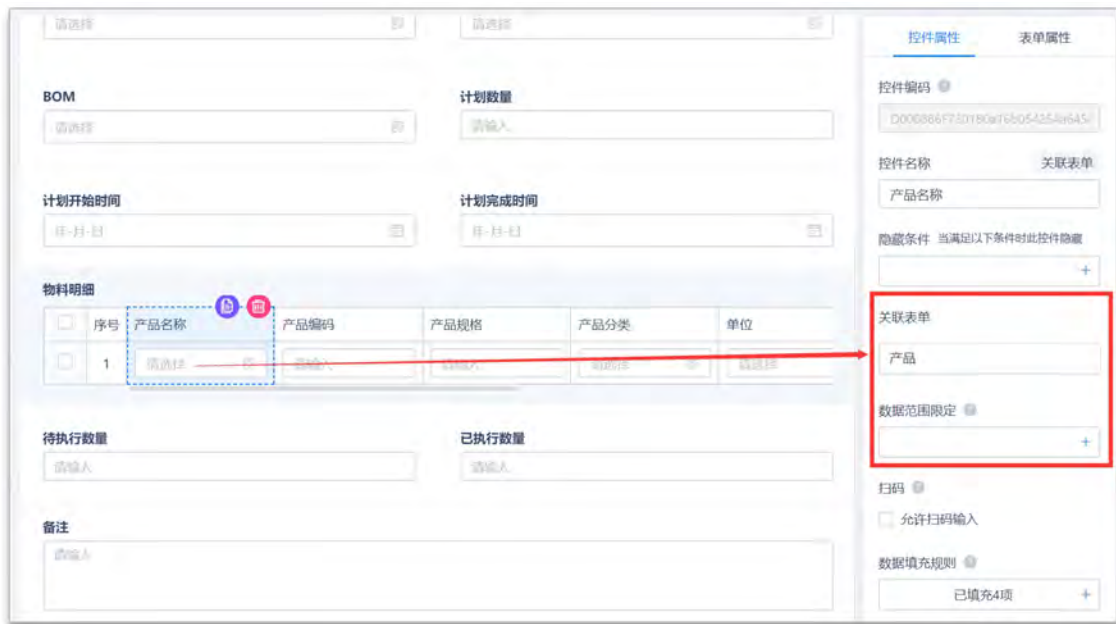 请选择
请选择
BOM
计划数量
请选择
请输入
计划开始时间
计划完成时间
年-月-日
年-月-日
物料明细
序号 产品名称 产品编码 产品规格 产品分类 单位
1 请选择 请输入 请输入 请选择 请选择
待执行数量
已执行数量
请输入
请输入
备注
请输入
控件属性 表单属性
控件编码
控件名称 关联表单
产品名称
隐藏条件 当满足以下条件时此控件隐藏
+
关联表单
产品
数据范围限定
+
扫码
允许扫码输入
数据填充规则
已填充4项 +